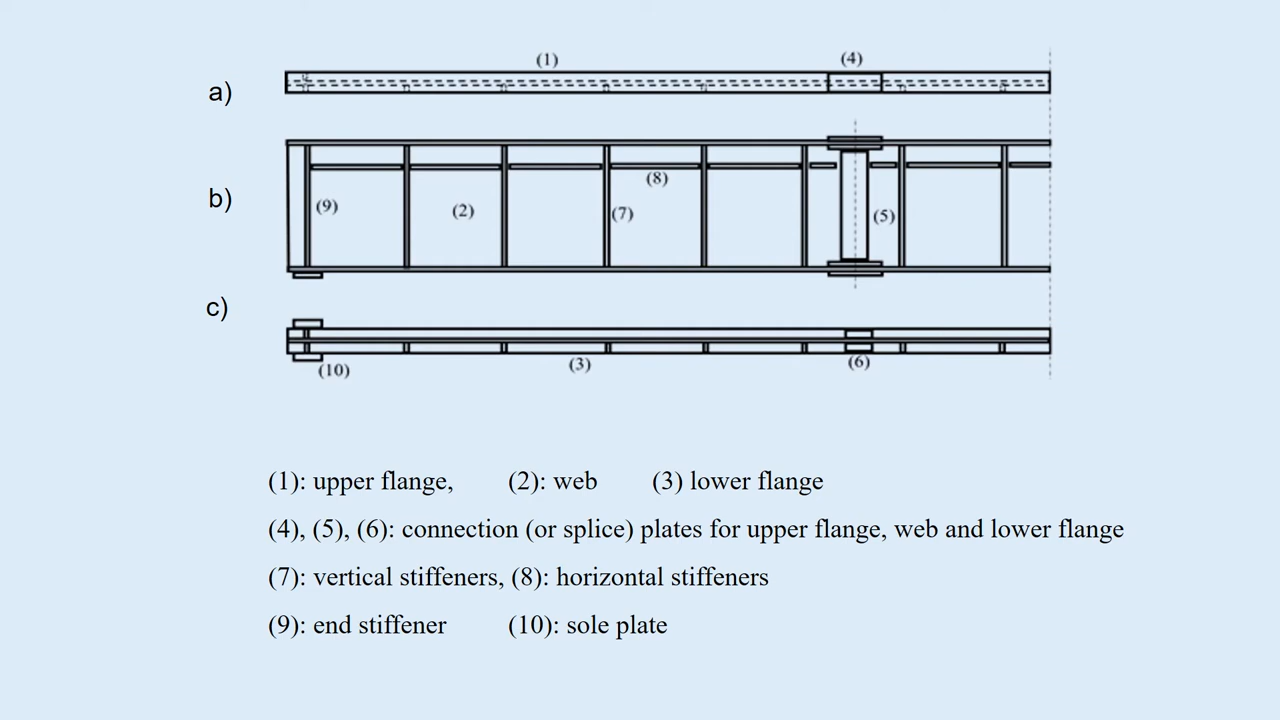 (1) (4)
a)
b)
(8)
(9) (2) (7) (5)
c)
(10) (3) (6)
(1): upper flange, (2): web (3) lower flange
(4), (5), (6): connection (or splice) plates for upper flange, web and lower flange
(7): vertical stiffeners, (8): horizontal stiffeners
(9): end stiffener (10): sole plate